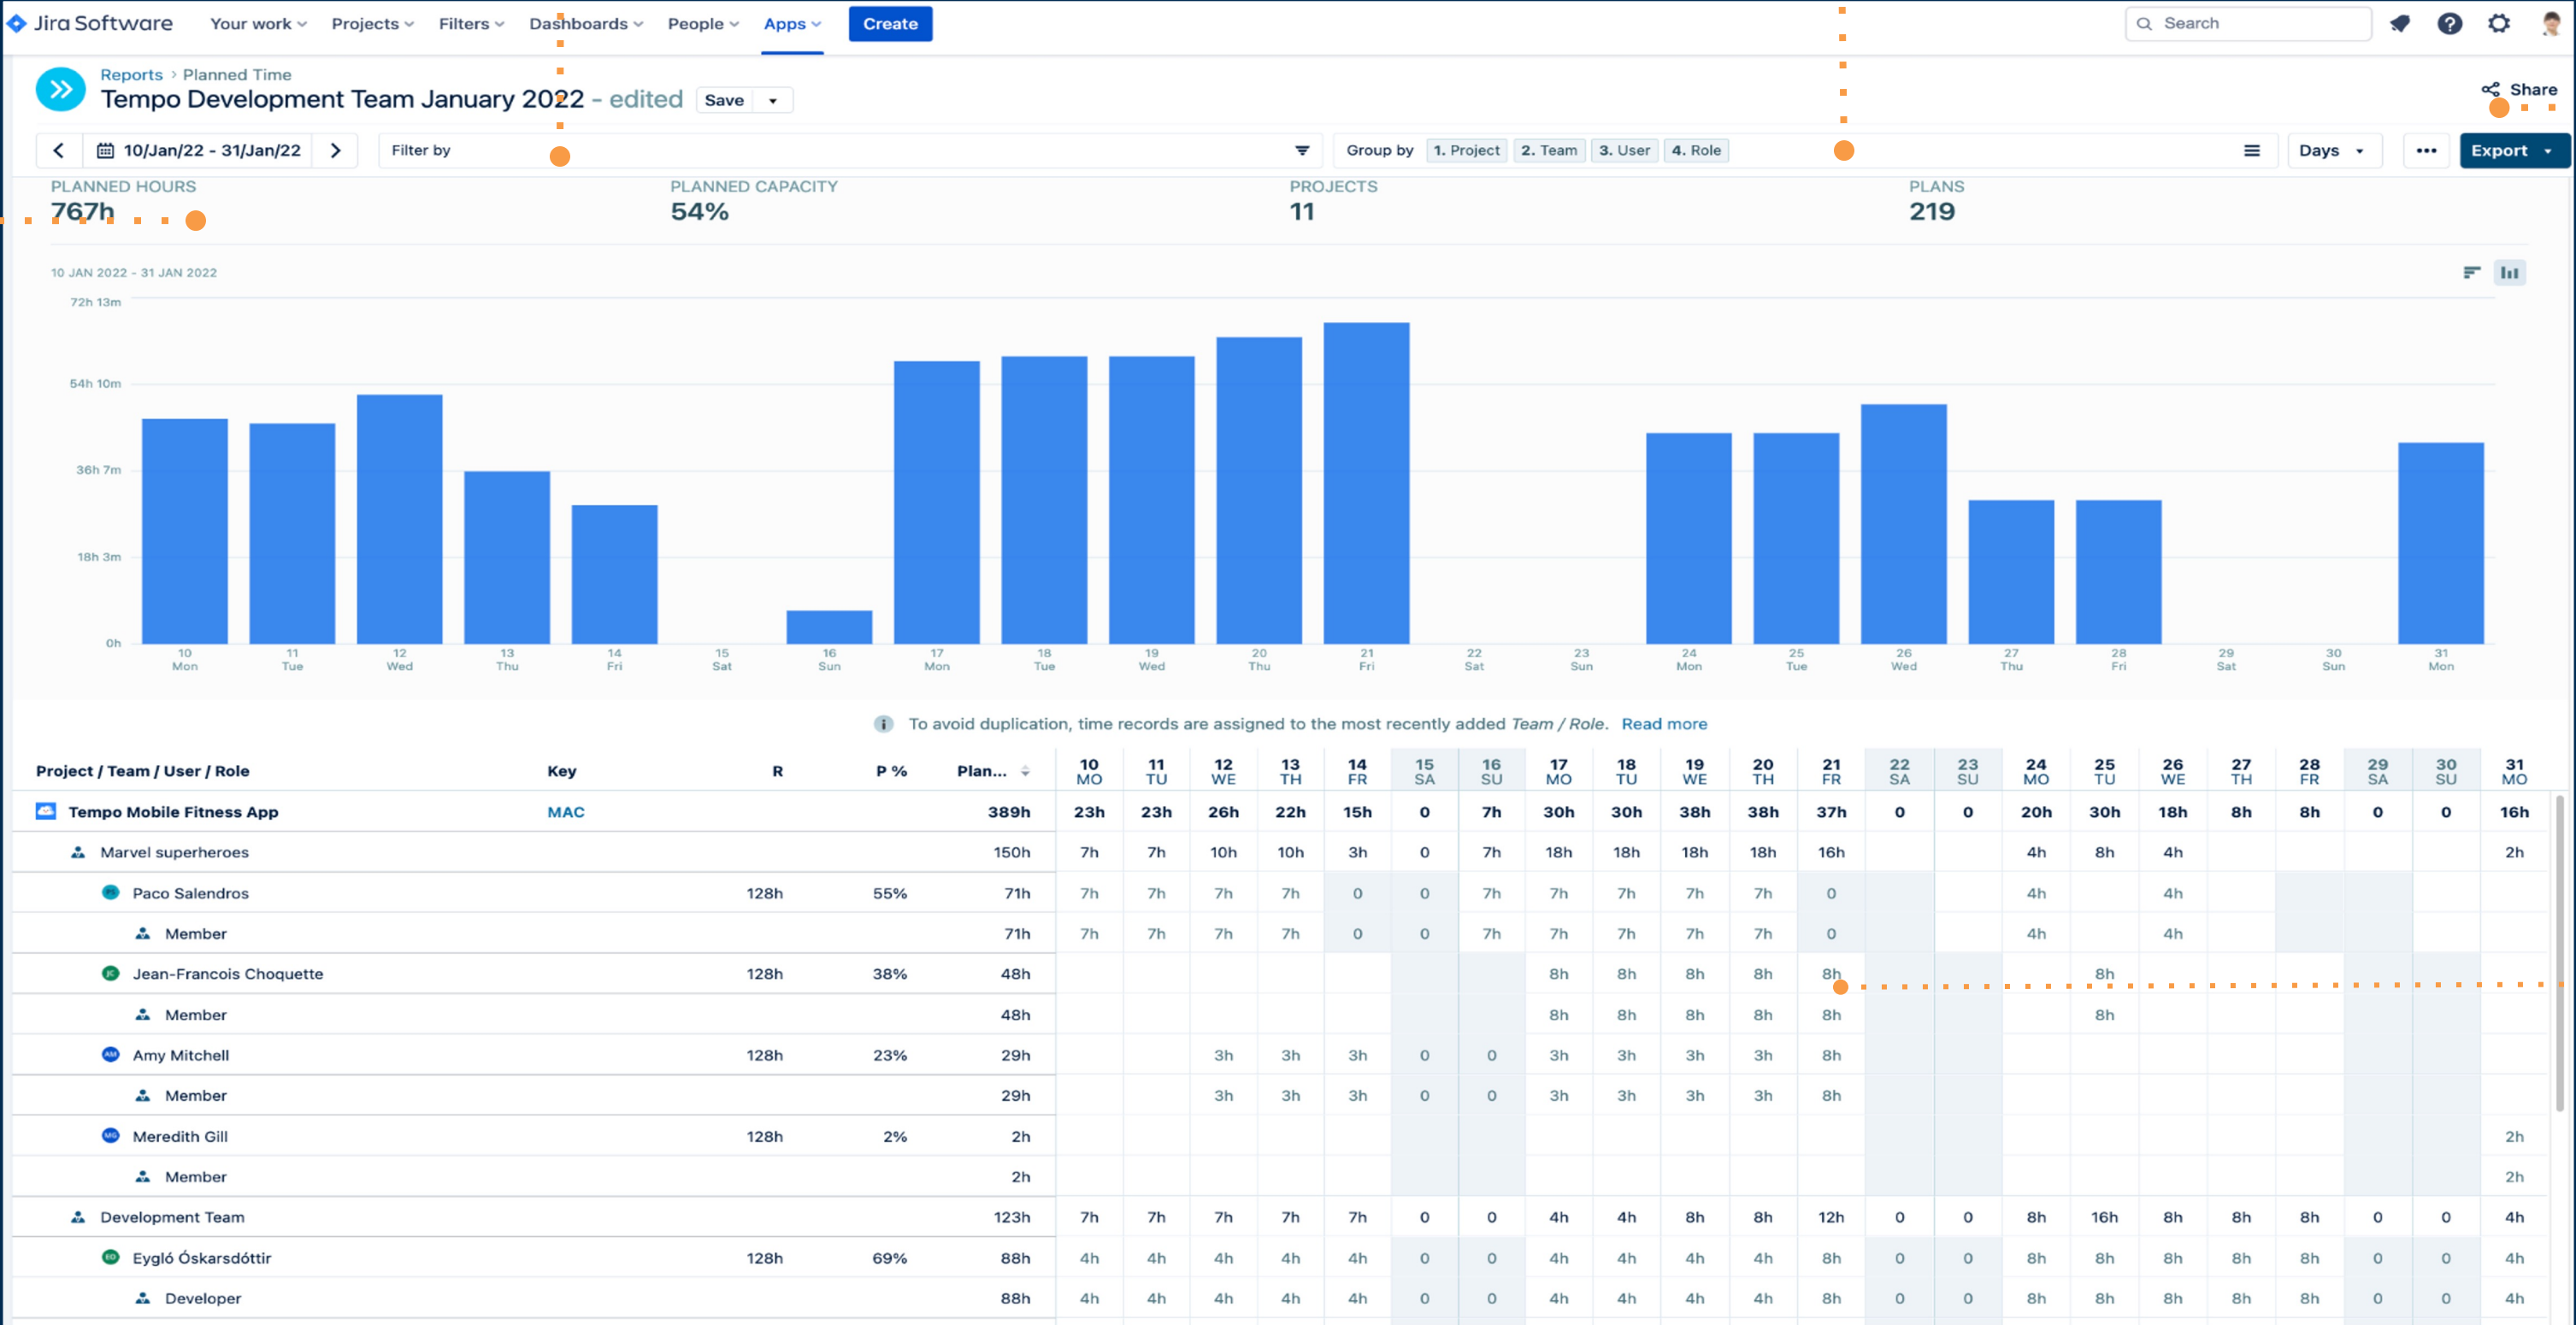 Jira Software Your work Projects Filters Dashboards People Apps Create Search
Reports › Planned Time
Tempo Development Team January 2022 - edited Save
Share
10/Jan/22 - 31/Jan/22 Filter by Group by 1. Project 2. Team 3. User 4. Role Days ••• Export
PLANNED HOURS PLANNED CAPACITY PROJECTS PLANS
767h 54% 11 219
10 JAN 2022 - 31 JAN 2022
72h 13m
54h 10m
36h 7m
18h 3m
0h
10 11 12 13 14 15 16 17 18 19 20 21 22 23 24 25 26 27 28 29 30 31
Mon Tue Wed Thu Fri Sat Sun Mon Tue Wed Thu Fri Sat Sun Mon Tue Wed Thu Fri Sat Sun Mon
To avoid duplication, time records are assigned to the most recently added Team / Role. Read more
Project / Team / User / Role Key R P % Plan... 10 11 12 13 14 15 16 17 18 19 20 21 22 23 24 25 26 27 28 29 30 31
MO TU WE TH FR SA SU MO TU WE TH FR SA SU MO TU WE TH FR SA SU MO
Tempo Mobile Fitness App MAC 389h 23h 23h 26h 22h 15h 0 7h 30h 30h 38h 38h 37h 0 0 20h 30h 18h 8h 8h 0 0 16h
Marvel superheroes 150h 7h 7h 10h 10h 3h 0 7h 18h 18h 18h 18h 16h 4h 8h 4h 2h
Paco Salendros 128h 55% 71h 7h 7h 7h 7h 0 0 7h 7h 7h 7h 7h 0 4h 4h
Member 71h 7h 7h 7h 7h 0 0 7h 7h 7h 7h 7h 0 4h 4h
JC Jean-Francois Choquette 128h 38% 48h 8h 8h 8h 8h 8h 8h
Member 48h 8h 8h 8h 8h 8h 8h
AM Amy Mitchell 128h 23% 29h 3h 3h 3h 0 0 3h 3h 3h 3h 8h
Member 29h 3h 3h 3h 0 0 3h 3h 3h 3h 8h
MG Meredith Gill 128h 2% 2h 2h
Member 2h 2h
Development Team 123h 7h 7h 7h 7h 7h 0 0 4h 4h 8h 8h 12h 0 0 8h 16h 8h 8h 8h 0 0 4h
EÓ Eygló Óskarsdóttir 128h 69% 88h 4h 4h 4h 4h 4h 0 0 4h 4h 4h 4h 8h 0 0 8h 8h 8h 8h 8h 0 0 4h
Developer 88h 4h 4h 4h 4h 4h 0 0 4h 4h 4h 4h 8h 0 0 8h 8h 8h 8h 8h 0 0 4h